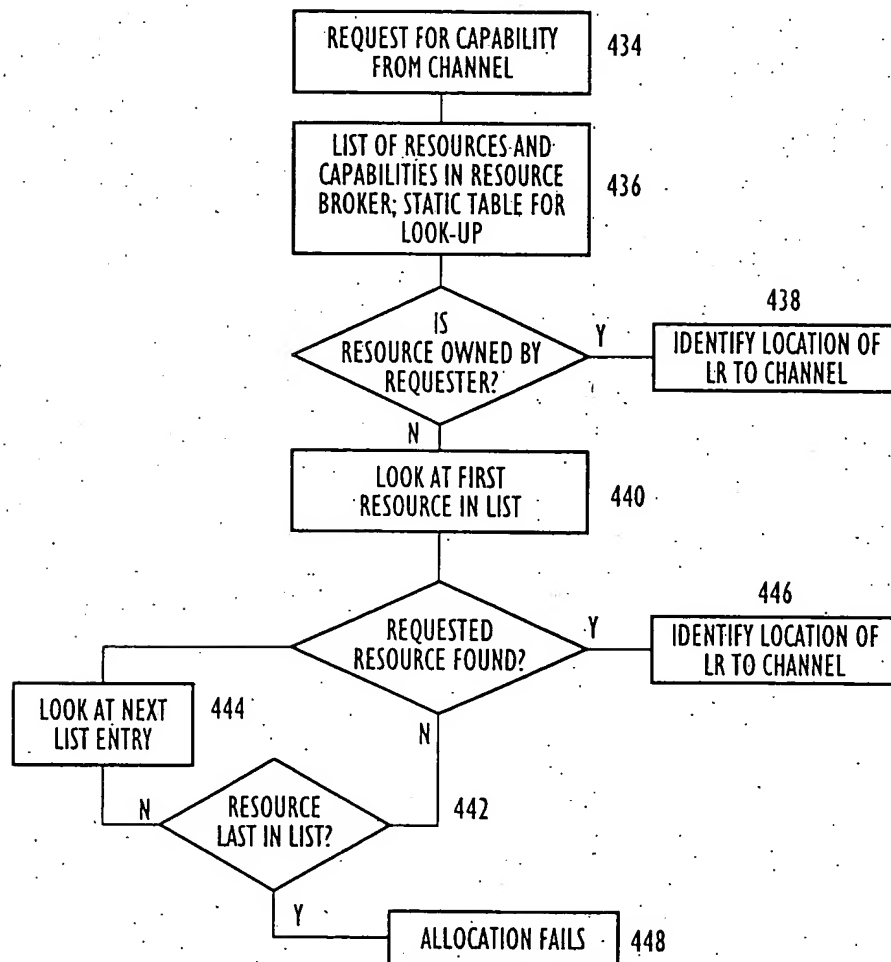 REQUEST FOR CAPABILITY
FROM CHANNEL
434
LIST OF RESOURCES AND
CAPABILITIES IN RESOURCE
BROKER; STATIC TABLE FOR
LOOK-UP
436
IS
RESOURCE OWNED BY
REQUESTER?
Y
438
IDENTIFY LOCATION OF
LR TO CHANNEL
N
LOOK AT FIRST
RESOURCE IN LIST
440
REQUESTED
RESOURCE FOUND?
Y
446
IDENTIFY LOCATION OF
LR TO CHANNEL
LOOK AT NEXT
LIST ENTRY
444
N
N
RESOURCE
LAST IN LIST?
442
Y
ALLOCATION FAILS
448